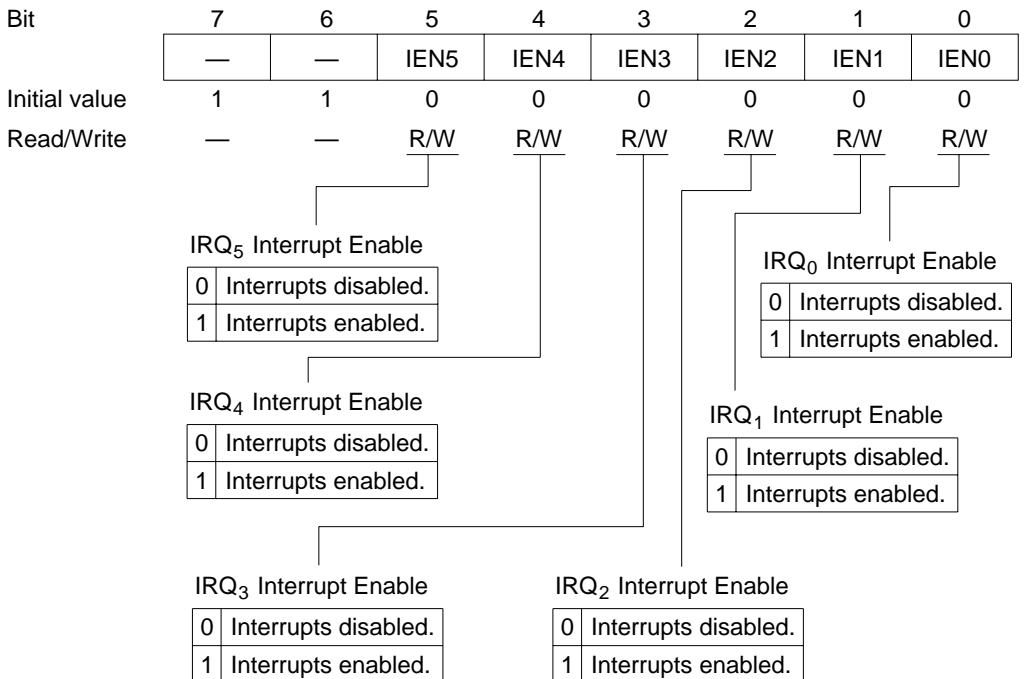 Bit 7 6 5 4 3 2 1 0
— — IEN5 IEN4 IEN3 IEN2 IEN1 IEN0
Initial value 1 1 0 0 0 0 0 0
Read/Write — — R/W R/W R/W R/W R/W R/W
IRQ5 Interrupt Enable
0 Interrupts disabled.
1 Interrupts enabled.
IRQ0 Interrupt Enable
0 Interrupts disabled.
1 Interrupts enabled.
IRQ4 Interrupt Enable
0 Interrupts disabled.
1 Interrupts enabled.
IRQ1 Interrupt Enable
0 Interrupts disabled.
1 Interrupts enabled.
IRQ3 Interrupt Enable
0 Interrupts disabled.
1 Interrupts enabled.
IRQ2 Interrupt Enable
0 Interrupts disabled.
1 Interrupts enabled.